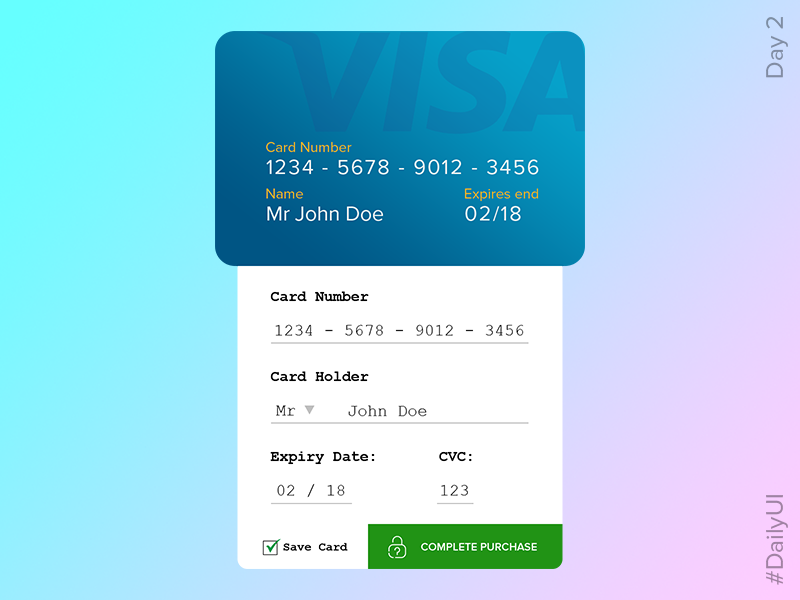 Day 2
VISA
Card Number
1234 - 5678 - 9012 - 3456
Name Expires end
Mr John Doe 02/18
Card Number
1234 - 5678 - 9012 - 3456
Card Holder
Mr John Doe
Expiry Date: CVC:
02 / 18 123
Save Card COMPLETE PURCHASE
#DailyUI